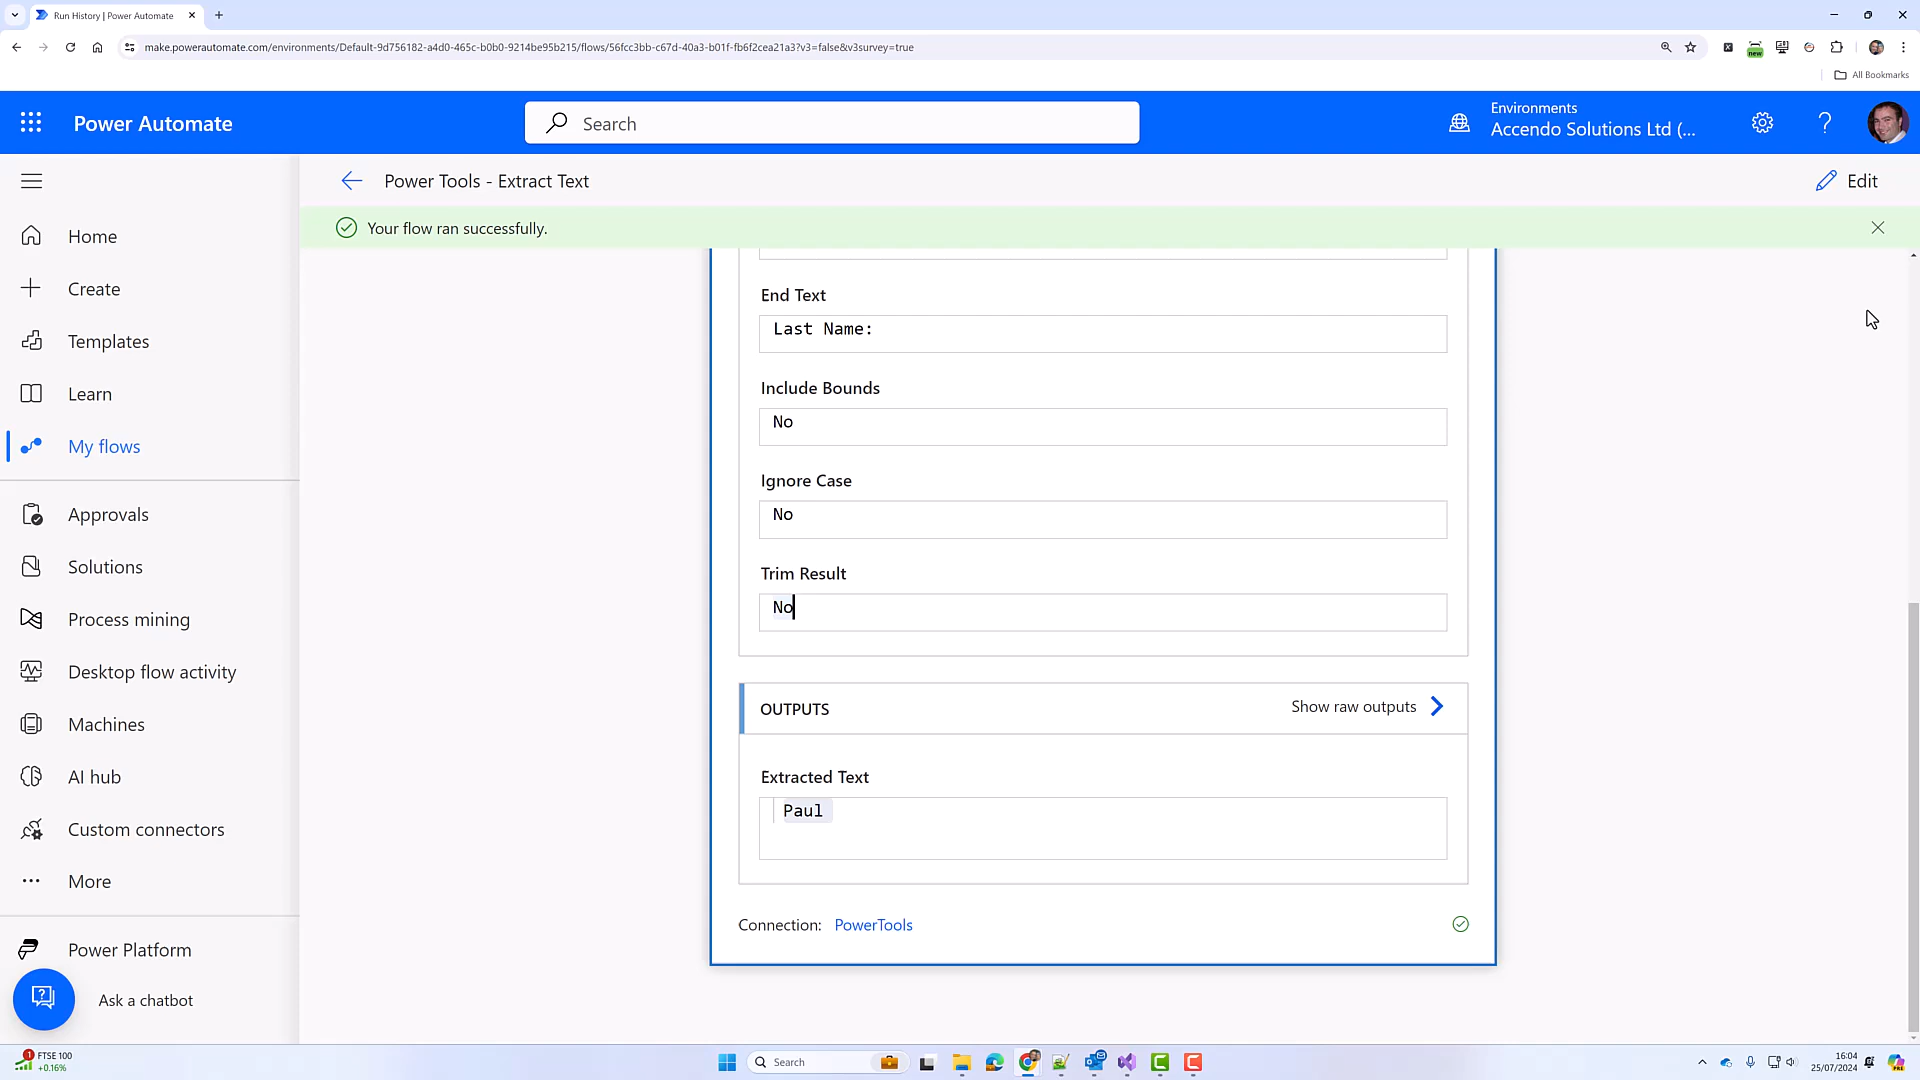 Run History | Power Automate
make.powerautomate.com/environments/Default-9d756182-a4d0-465c-b0b0-9214be95b215/flows/56fcc3bb-c67d-40a3-b01f-fb6f2cea21a3?v3=false&v3survey=true
new
All Bookmarks
Power Automate
Search
Environments
Accendo Solutions Ltd (...
Power Tools - Extract Text
Edit
Your flow ran successfully.
Home
Create
Templates
Learn
My flows
Approvals
Solutions
Process mining
Desktop flow activity
Machines
AI hub
Custom connectors
More
Power Platform
Ask a chatbot
End Text
Last Name:
Include Bounds
No
Ignore Case
No
Trim Result
No
OUTPUTS
Show raw outputs
Extracted Text
Paul
Connection: PowerTools
1
FTSE 100
+0.16%
Search
16:04
25/07/2024